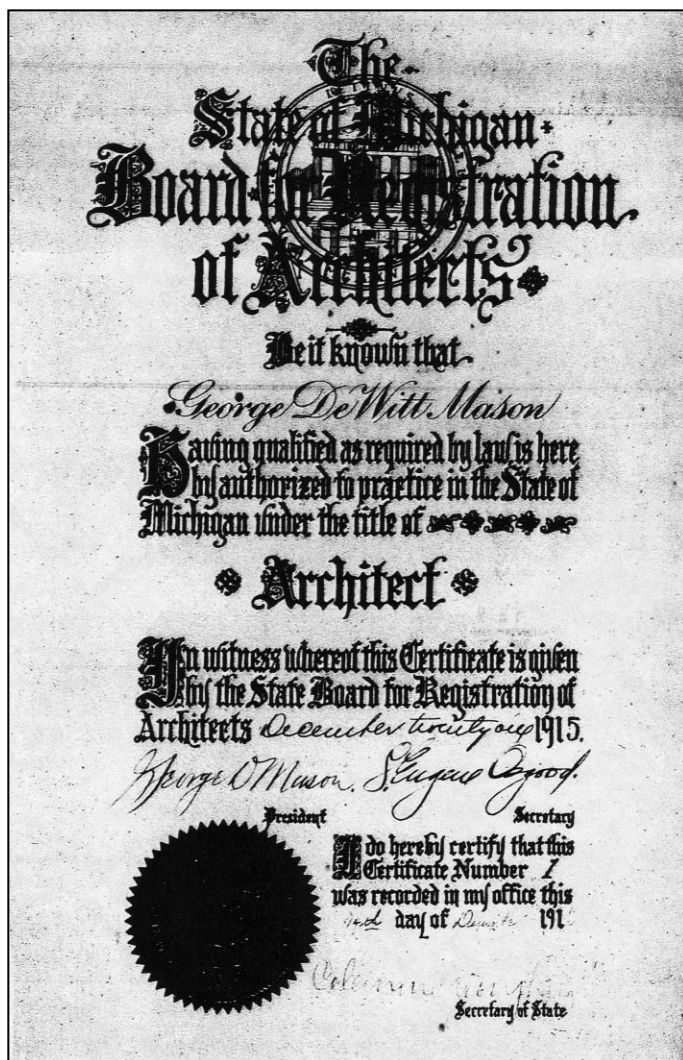 The
State of Michigan
Board for Registration
of Architects
Be it known that
George DeWitt Mason
Having qualified as required by law is here
by authorized to practice in the State of
Michigan under the title of
Architect
In witness whereof this Certificate is given
by the State Board for Registration of
Architects December twenty one 1915.
George D Mason. S. Eugene Osgood.
President Secretary
I do hereby certify that this
Certificate Number 1
was recorded in my office this
day of 191
Secretary of State